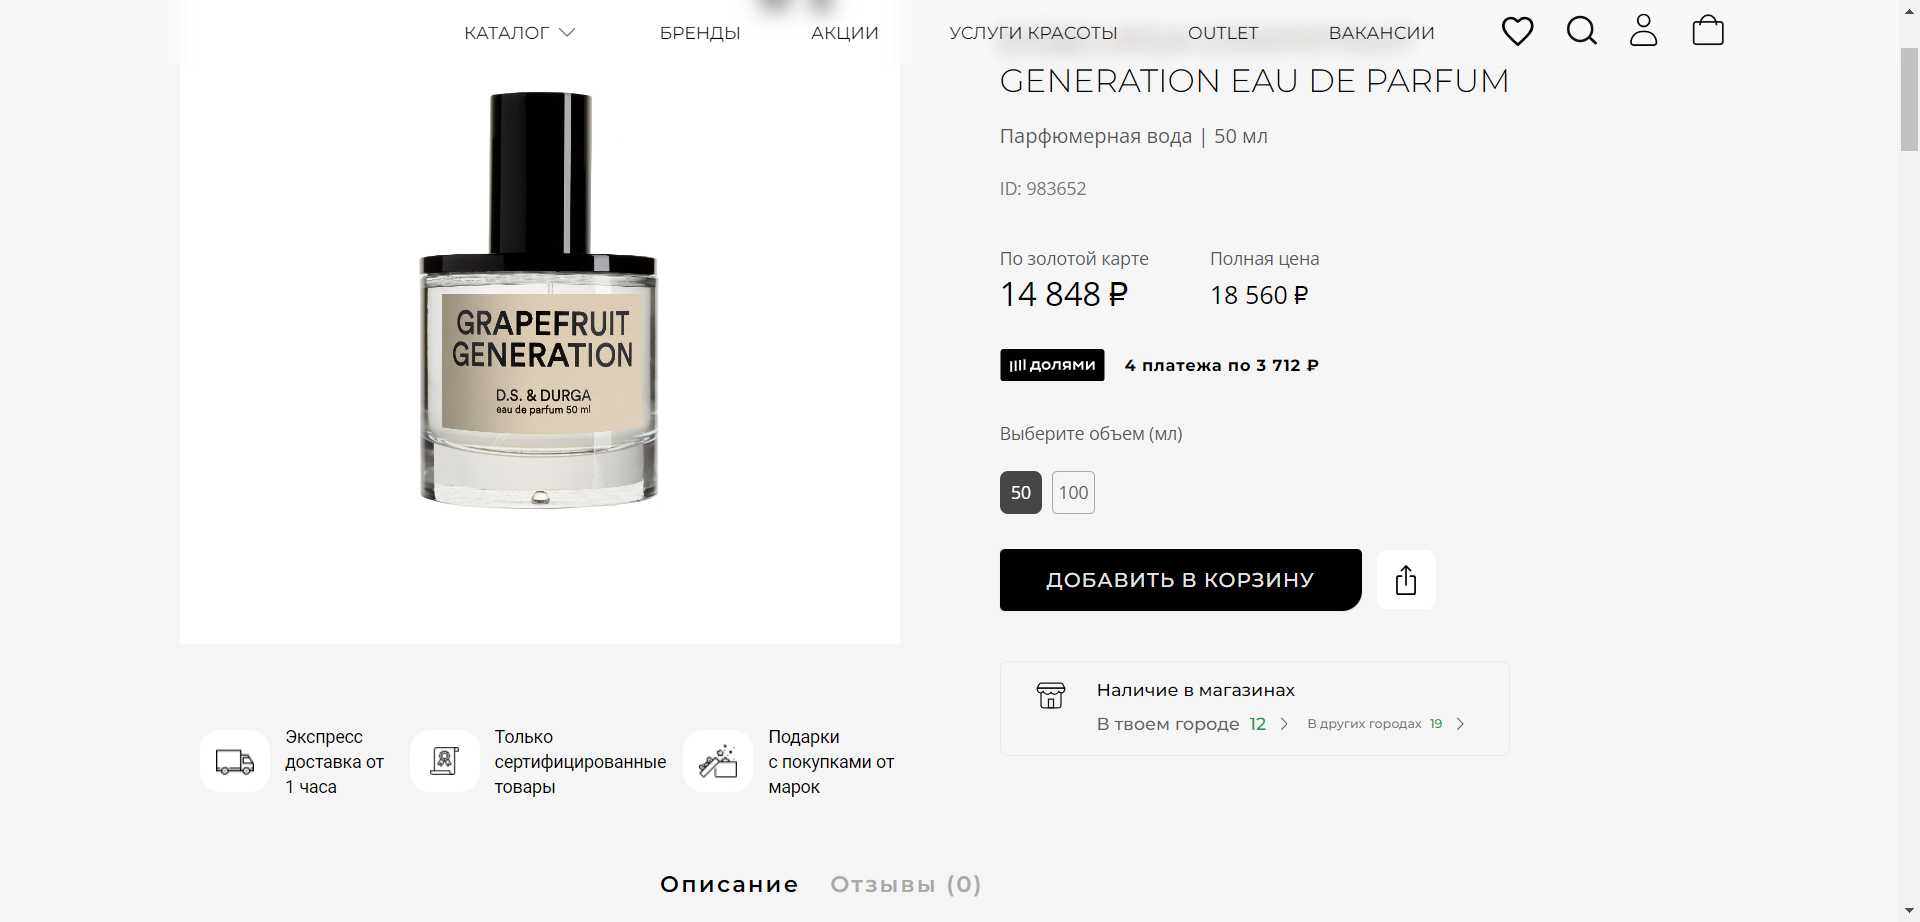 КАТАЛОГ
БРЕНДЫ
АКЦИИ
УСЛУГИ КРАСОТЫ
OUTLET
ВАКАНСИИ
GENERATION EAU DE PARFUM
Парфюмерная вода | 50 мл
ID: 983652
По золотой карте
Полная цена
14 848 ₽
18 560 ₽
долями
4 платежа по 3 712 ₽
Выберите объем (мл)
50
100
ДОБАВИТЬ В КОРЗИНУ
Наличие в магазинах
В твоем городе 12
В других городах 19
GRAPEFRUIT
GENERATION
D.S. & DURGA
eau de parfum 50 ml
Экспресс
доставка от
1 часа
Только
сертифицированные
товары
Подарки
с покупками от
марок
Описание
Отзывы (0)